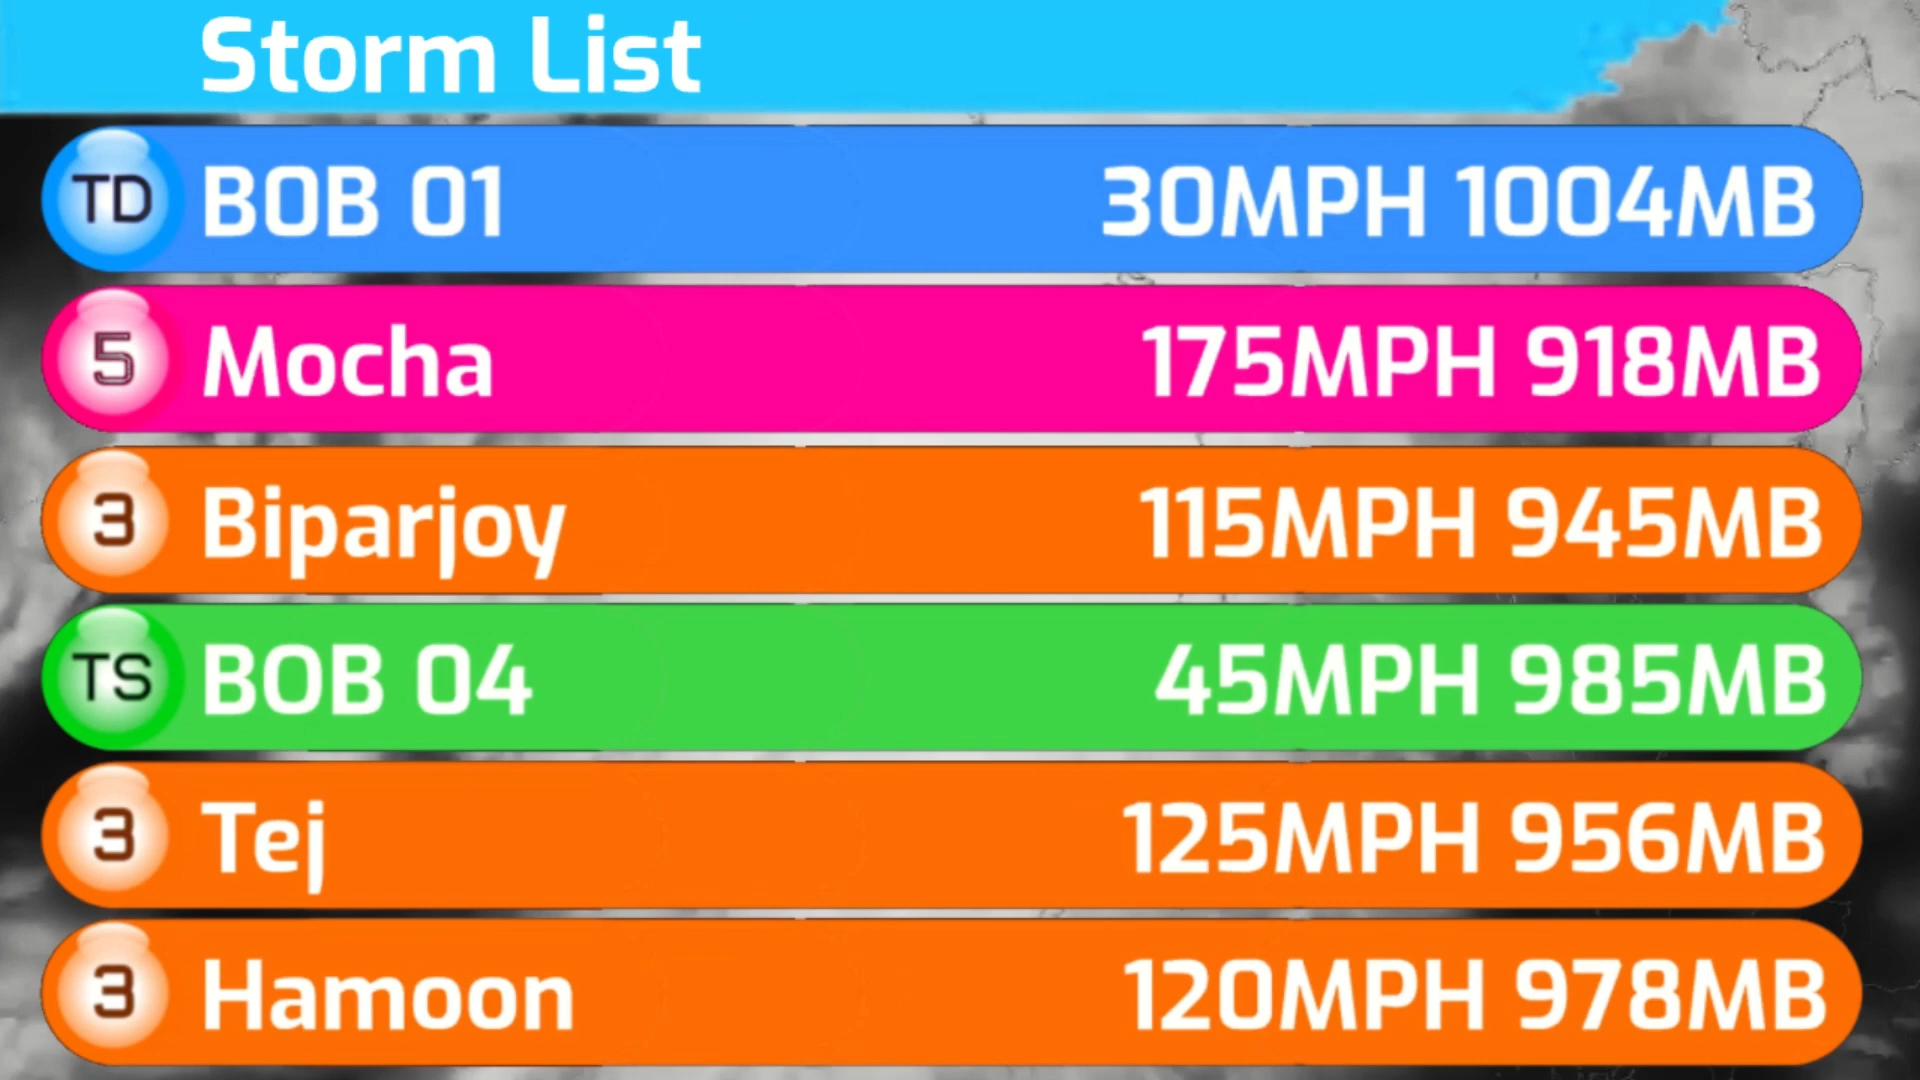 Storm List
TD BOB 01 30MPH 1004MB
5 Mocha 175MPH 918MB
3 Biparjoy 115MPH 945MB
TS BOB 04 45MPH 985MB
3 Tej 125MPH 956MB
3 Hamoon 120MPH 978MB